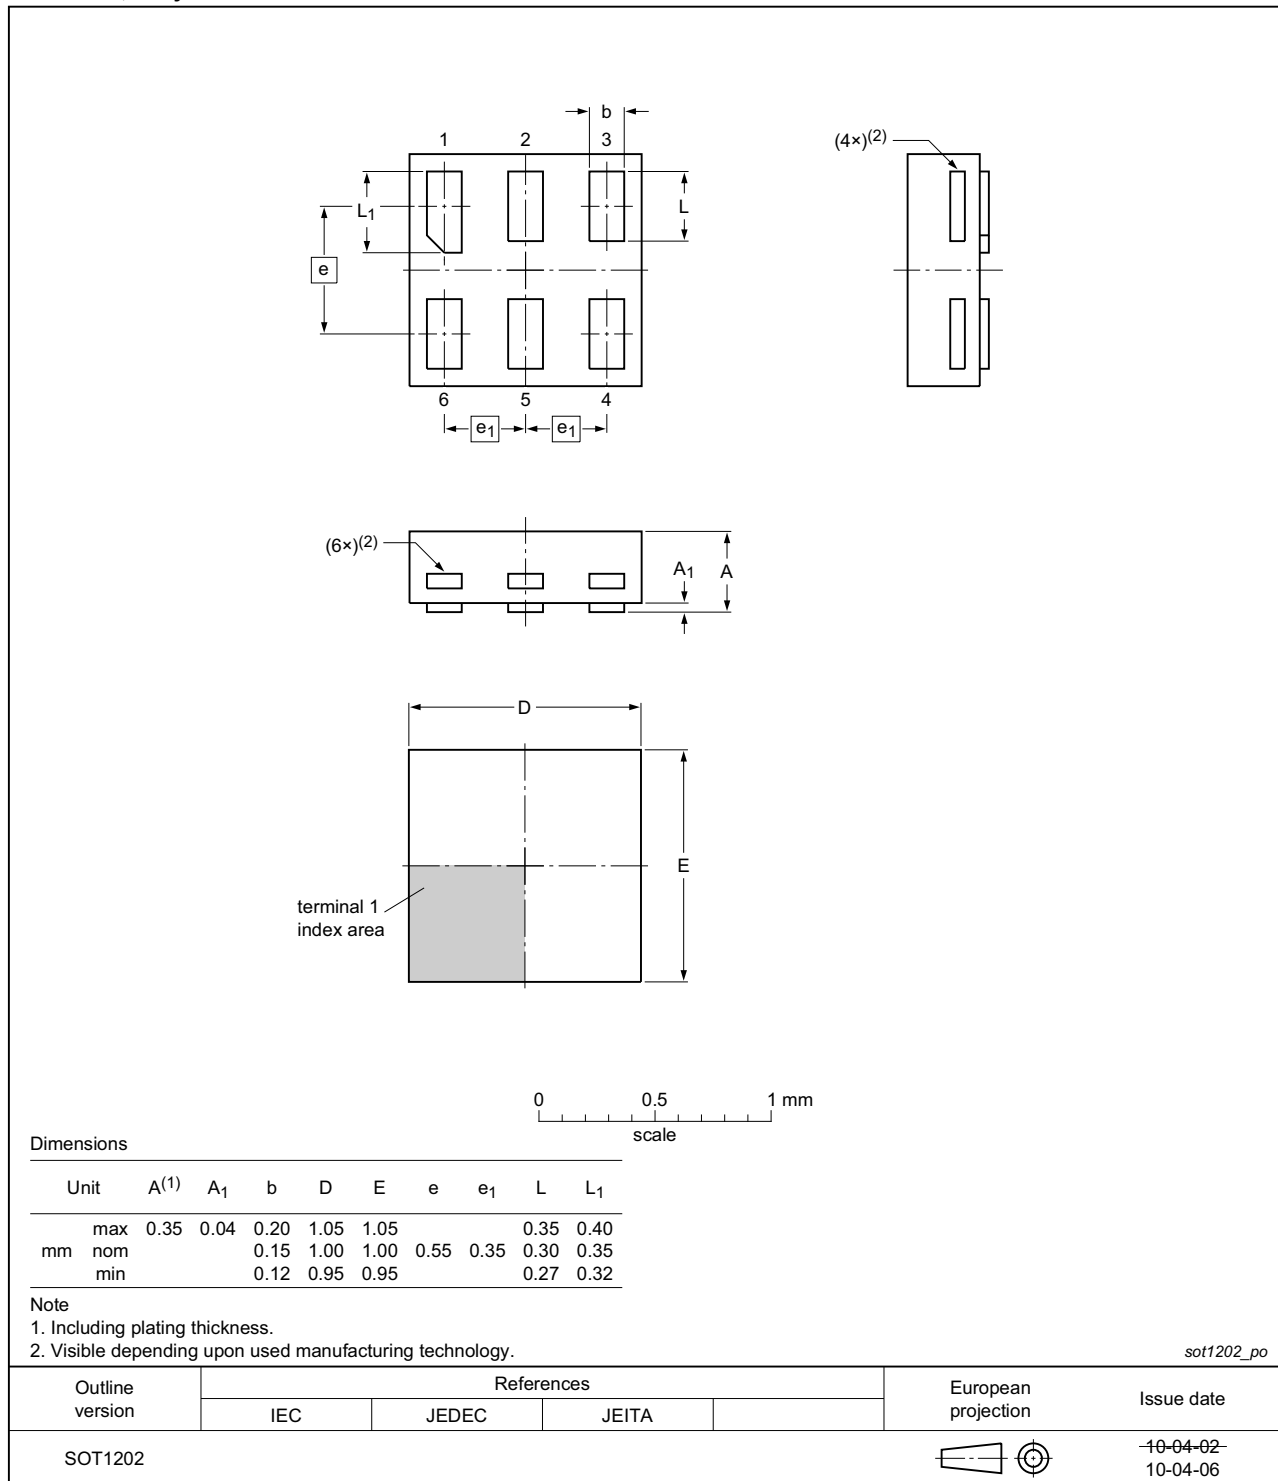 b
1 2 3
(4×)(2)
L1
L
e
6 5 4
e1 e1
(6×)(2)
A1 A
D
E
terminal 1
index area
0 0.5 1 mm
scale
Dimensions
Unit A(1) A1 b D E e e1 L L1
max 0.35 0.04 0.20 1.05 1.05 0.35 0.40
mm nom 0.15 1.00 1.00 0.55 0.35 0.30 0.35
min 0.12 0.95 0.95 0.27 0.32
Note
1. Including plating thickness.
2. Visible depending upon used manufacturing technology.
sot1202_po
Outline version
References
European projection
Issue date
IEC JEDEC JEITA
SOT1202
10-04-02
10-04-06